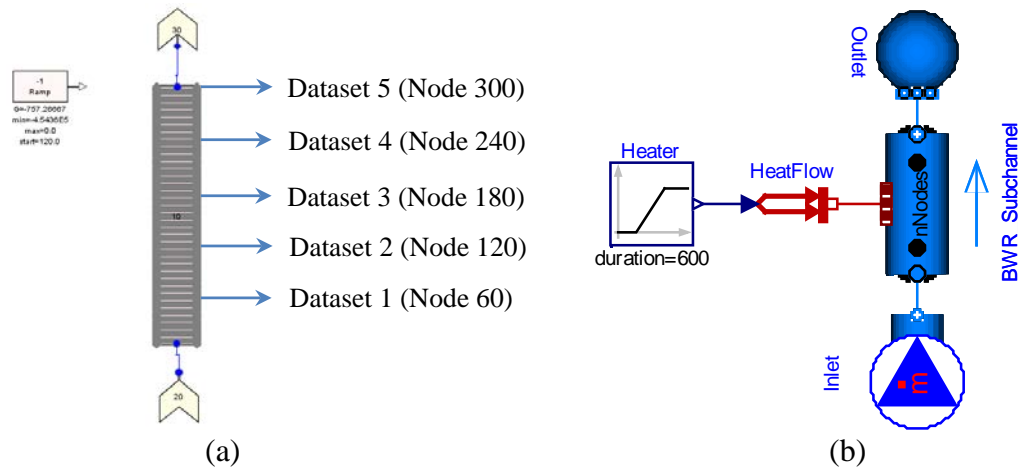 -1
Ramp
G=-757.26667
min=-4.5436E5
max=0.0
start=120.0
30
10
20
Dataset 5 (Node 300)
Dataset 4 (Node 240)
Dataset 3 (Node 180)
Dataset 2 (Node 120)
Dataset 1 (Node 60)
(a)
Heater
duration=600
HeatFlow
Outlet
nNodes
BWR Subchannel
Inlet
ṁ
(b)